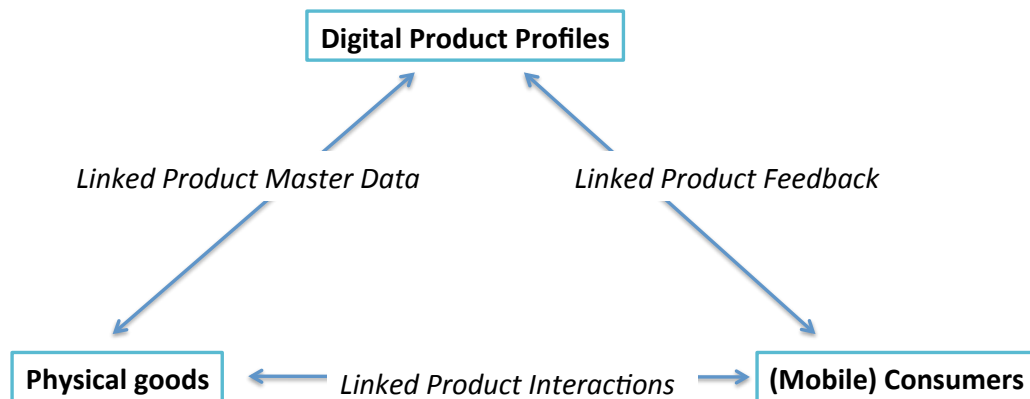 Digital Product Profiles
Linked Product Master Data
Linked Product Feedback
Physical goods
Linked Product Interactions
(Mobile) Consumers